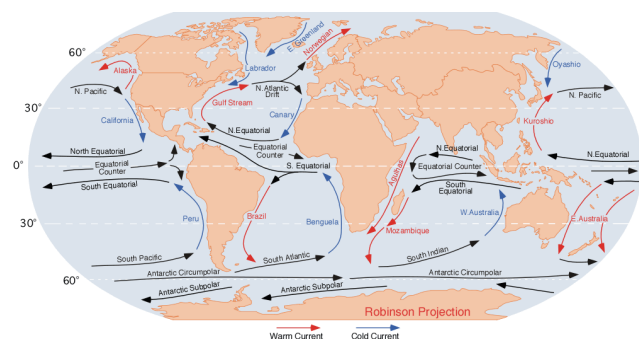 60°
30°
0°
30°
60°
Alaska
N. Pacific
California
North Equatorial
Equatorial
Counter
South Equatorial
Peru
South Pacific
Antarctic Circumpolar
Antarctic Subpolar
Labrador
E. Greenland
Norwegian
Gulf Stream
N. Atlantic
Drift
Canary
N.Equatorial
Equatorial
Counter
S. Equatorial
Brazil
Benguela
South Atlantic
Antarctic Subpolar
Agulhas
Mozambique
N.Equatorial
Equatorial Counter
South
Equatorial
W.Australia
South Indian
Antarctic Circumpolar
Oyashio
N. Pacific
Kuroshio
N.Equatorial
E.Australia
Robinson Projection
Warm Current
Cold Current